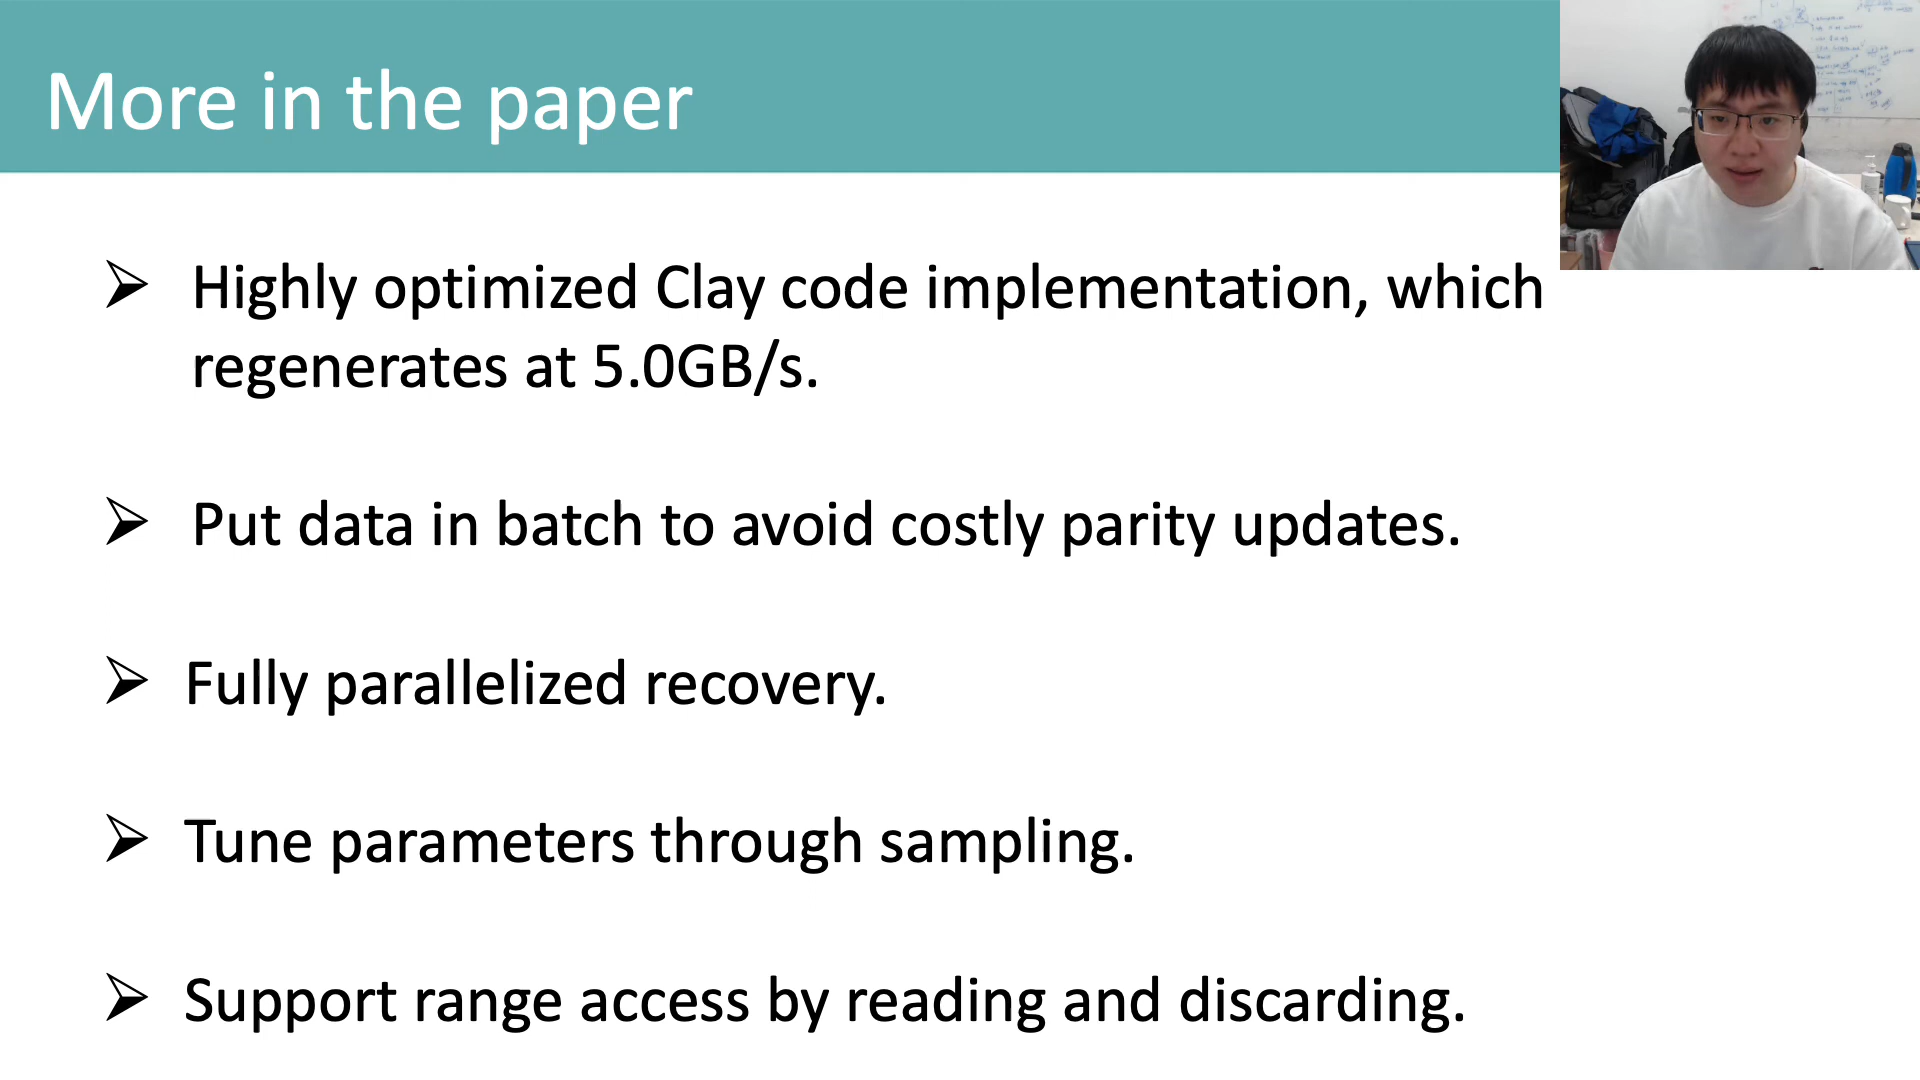 More in the paper
Highly optimized Clay code implementation, which
regenerates at 5.0GB/s.
Put data in batch to avoid costly parity updates.
Fully parallelized recovery.
Tune parameters through sampling.
Support range access by reading and discarding.